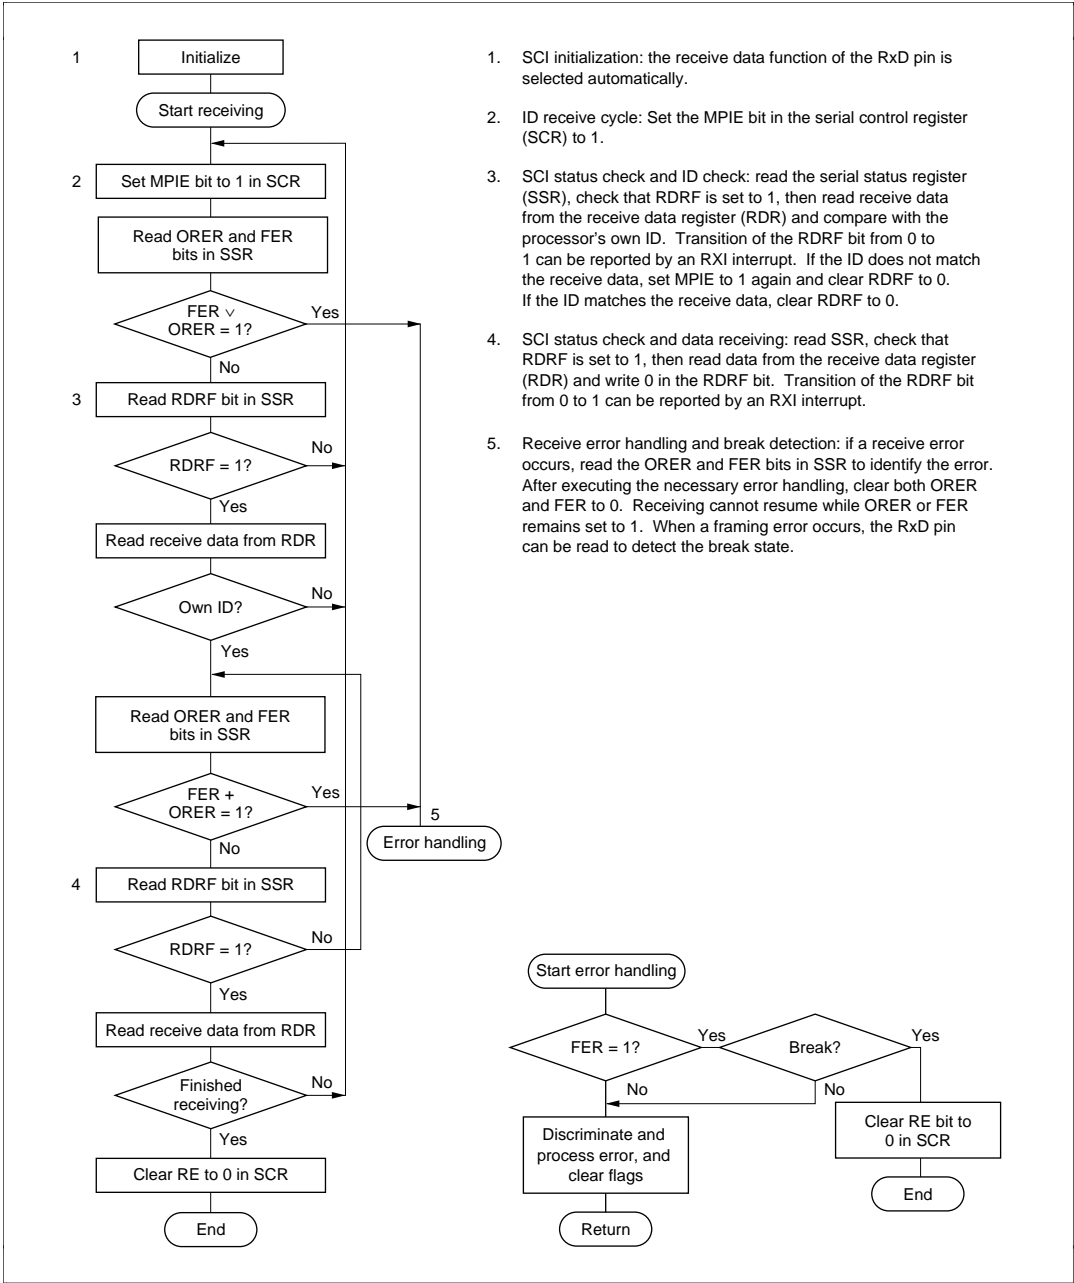 1
Initialize
Start receiving
2
Set MPIE bit to 1 in SCR
Read ORER and FER
bits in SSR
FER ∨
ORER = 1?
Yes
No
3
Read RDRF bit in SSR
RDRF = 1?
No
Yes
Read receive data from RDR
Own ID?
No
Yes
Read ORER and FER
bits in SSR
FER +
ORER = 1?
Yes
5
Error handling
No
4
Read RDRF bit in SSR
RDRF = 1?
No
Yes
Read receive data from RDR
Finished
receiving?
No
Yes
Clear RE to 0 in SCR
End
1. SCI initialization: the receive data function of the RxD pin is
selected automatically.
2. ID receive cycle: Set the MPIE bit in the serial control register
(SCR) to 1.
3. SCI status check and ID check: read the serial status register
(SSR), check that RDRF is set to 1, then read receive data
from the receive data register (RDR) and compare with the
processor's own ID. Transition of the RDRF bit from 0 to
1 can be reported by an RXI interrupt. If the ID does not match
the receive data, set MPIE to 1 again and clear RDRF to 0.
If the ID matches the receive data, clear RDRF to 0.
4. SCI status check and data receiving: read SSR, check that
RDRF is set to 1, then read data from the receive data register
(RDR) and write 0 in the RDRF bit. Transition of the RDRF bit
from 0 to 1 can be reported by an RXI interrupt.
5. Receive error handling and break detection: if a receive error
occurs, read the ORER and FER bits in SSR to identify the error.
After executing the necessary error handling, clear both ORER
and FER to 0. Receiving cannot resume while ORER or FER
remains set to 1. When a framing error occurs, the RxD pin
can be read to detect the break state.
Start error handling
FER = 1?
Yes
Break?
Yes
No
No
Discriminate and
process error, and
clear flags
Return
Clear RE bit to
0 in SCR
End